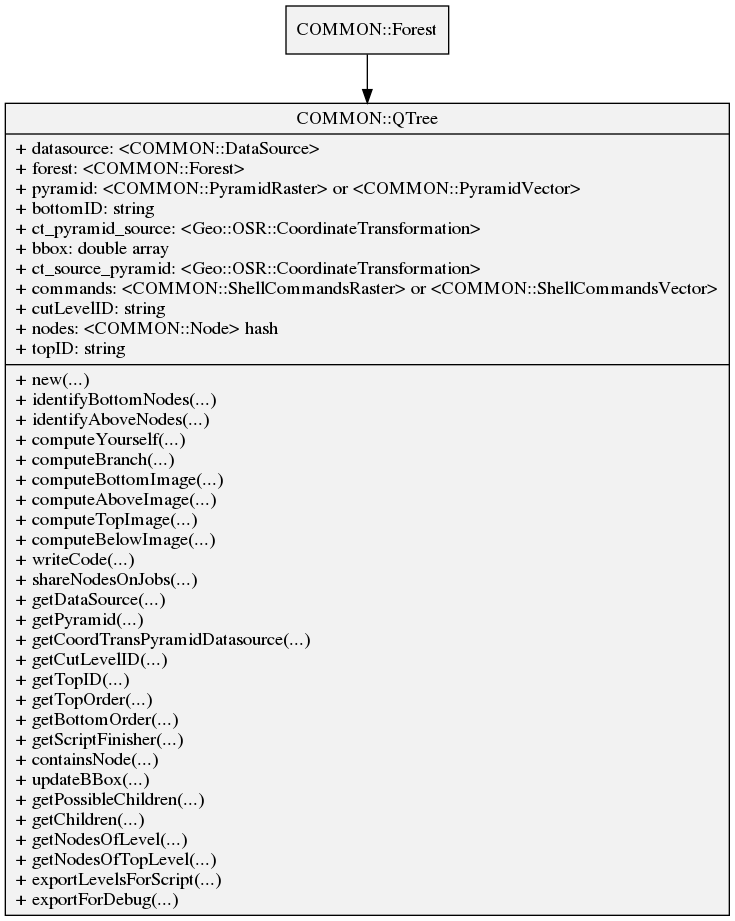 COMMON::Forest
COMMON::QTree
+ datasource: <COMMON::DataSource>
+ forest: <COMMON::Forest>
+ pyramid: <COMMON::PyramidRaster> or <COMMON::PyramidVector>
+ bottomID: string
+ ct_pyramid_source: <Geo::OSR::CoordinateTransformation>
+ bbox: double array
+ ct_source_pyramid: <Geo::OSR::CoordinateTransformation>
+ commands: <COMMON::ShellCommandsRaster> or <COMMON::ShellCommandsVector>
+ cutLevelID: string
+ nodes: <COMMON::Node> hash
+ topID: string
+ new(...)
+ identifyBottomNodes(...)
+ identifyAboveNodes(...)
+ computeYourself(...)
+ computeBranch(...)
+ computeBottomImage(...)
+ computeAboveImage(...)
+ computeTopImage(...)
+ computeBelowImage(...)
+ writeCode(...)
+ shareNodesOnJobs(...)
+ getDataSource(...)
+ getPyramid(...)
+ getCoordTransPyramidDatasource(...)
+ getCutLevelID(...)
+ getTopID(...)
+ getTopOrder(...)
+ getBottomOrder(...)
+ getScriptFinisher(...)
+ containsNode(...)
+ updateBBox(...)
+ getPossibleChildren(...)
+ getChildren(...)
+ getNodesOfLevel(...)
+ getNodesOfTopLevel(...)
+ exportLevelsForScript(...)
+ exportForDebug(...)